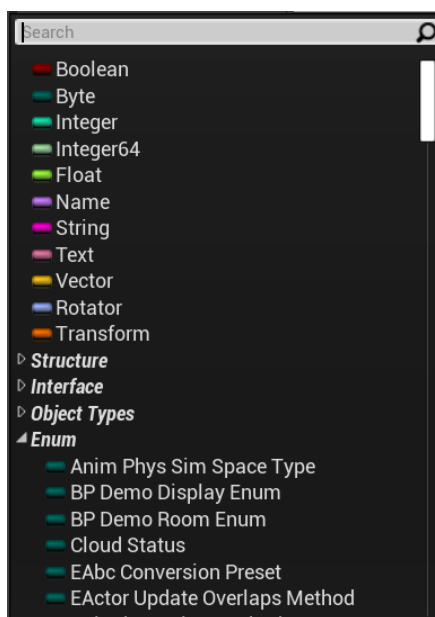 Search
Boolean
Byte
Integer
Integer64
Float
Name
String
Text
Vector
Rotator
Transform
Structure
Interface
Object Types
Enum
Anim Phys Sim Space Type
BP Demo Display Enum
BP Demo Room Enum
Cloud Status
EAbc Conversion Preset
EActor Update Overlaps Method